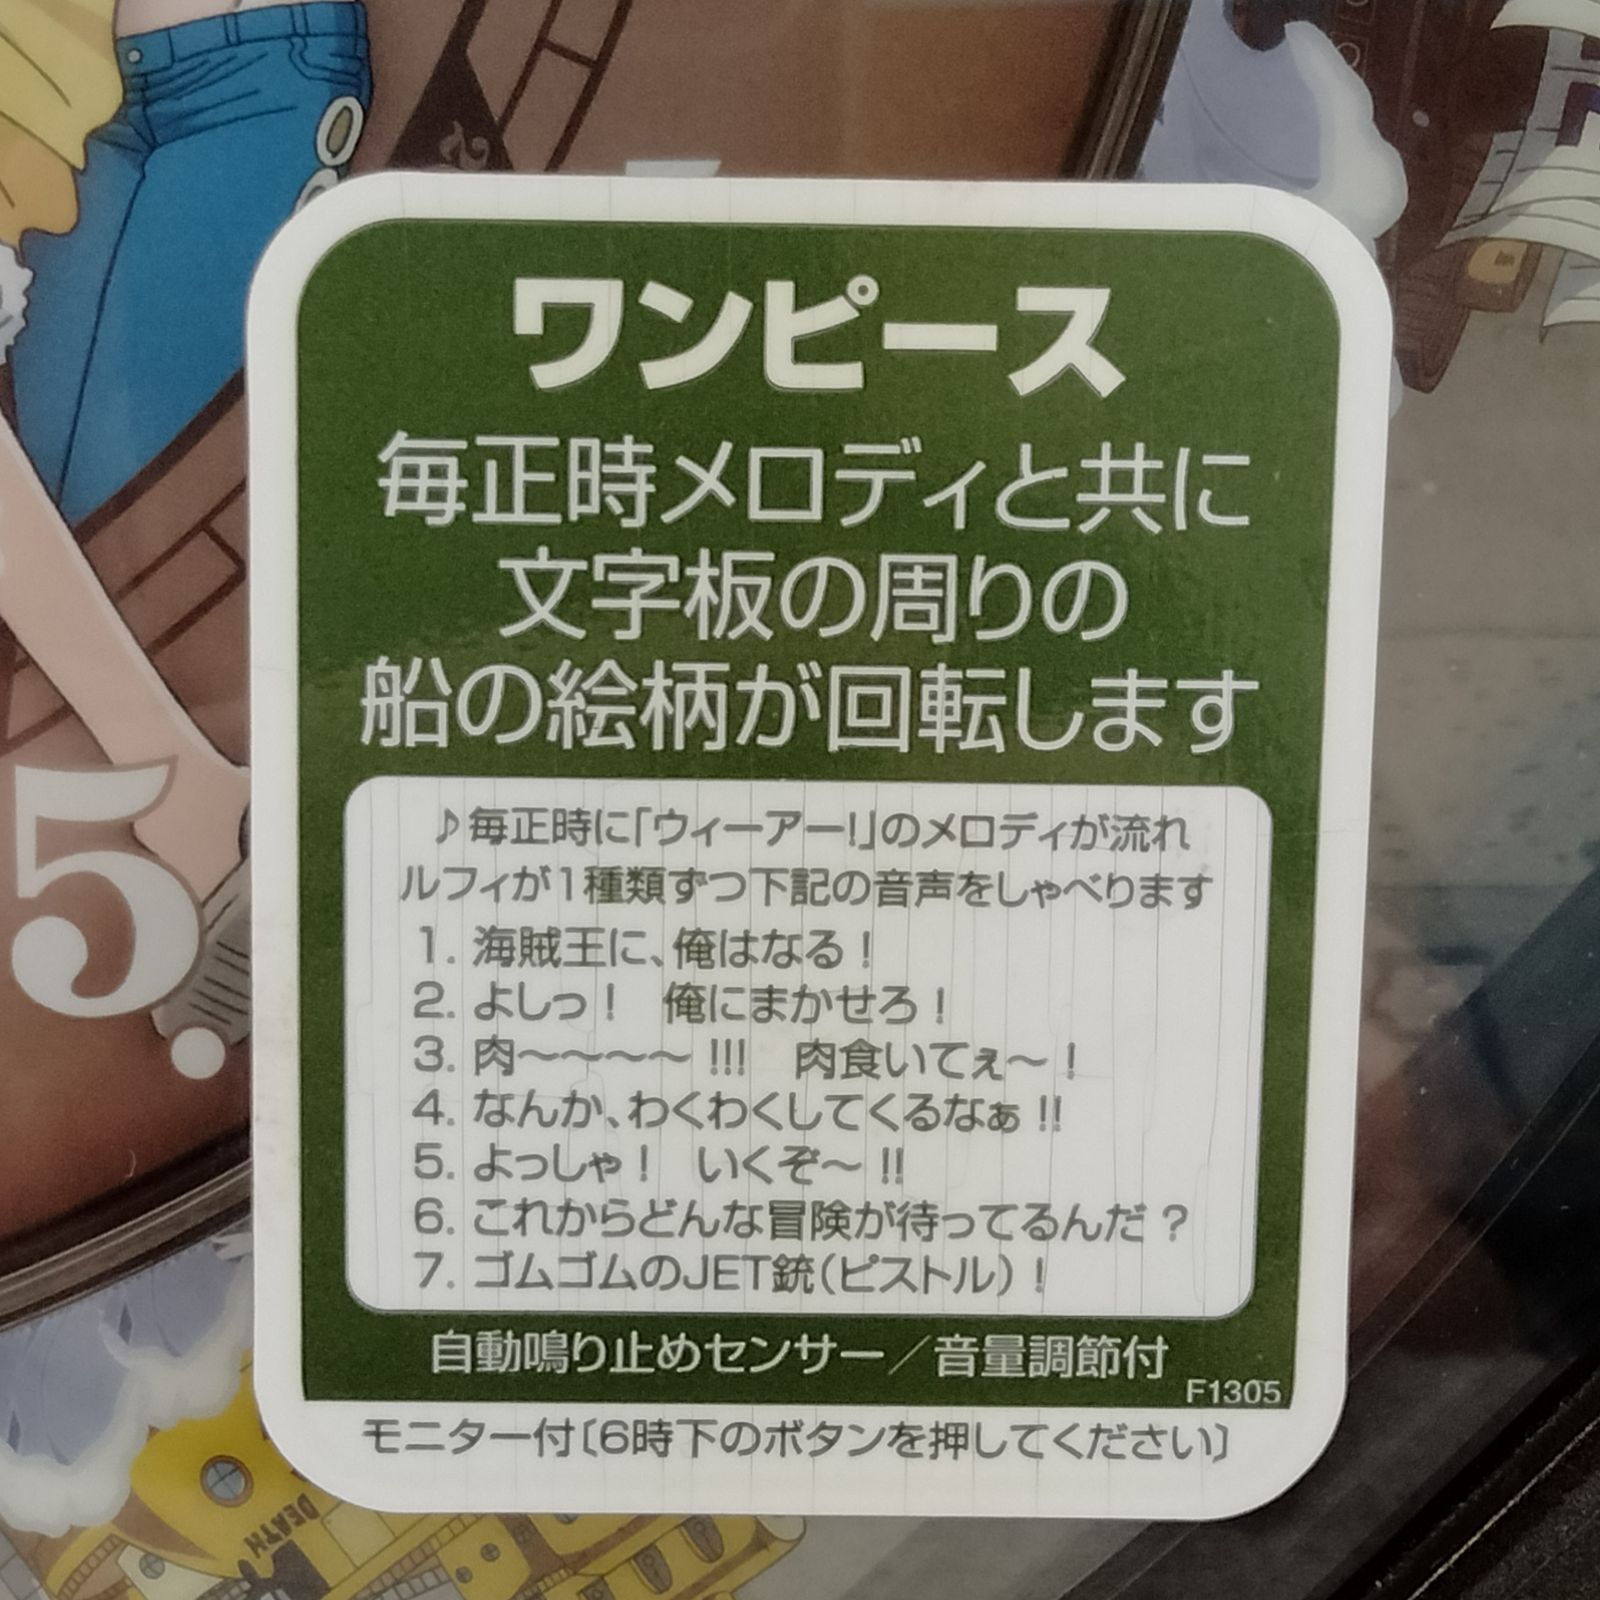 ワンピース
毎正時メロディと共に
文字板の周りの
船の絵柄が回転します
♪毎正時に「ウィーアー!」のメロディが流れ
ルフィが1種類ずつ下記の音声をしゃべります
1. 海賊王に、俺はなる！
2. よしっ！ 俺にまかせろ！
3. 肉〜〜〜〜〜 !!! 肉食いてぇ〜！
4. なんか、わくわくしてくるなぁ !!
5. よっしゃ！ いくぞ〜 !!
6. これからどんな冒険が待ってるんだ？
7. ゴムゴムのJET銃(ピストル)！
自動鳴り止めセンサー／音量調節付
F1305
モニター付〔6時下のボタンを押してください〕
5
DEATH